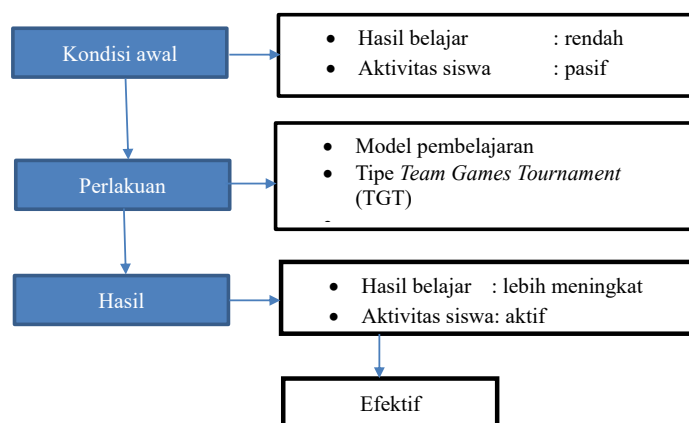 Kondisi awal
• Hasil belajar : rendah
• Aktivitas siswa : pasif
Perlakuan
• Model pembelajaran
• Tipe Team Games Tournament
(TGT)
-
Hasil
• Hasil belajar : lebih meningkat
• Aktivitas siswa: aktif
Efektif